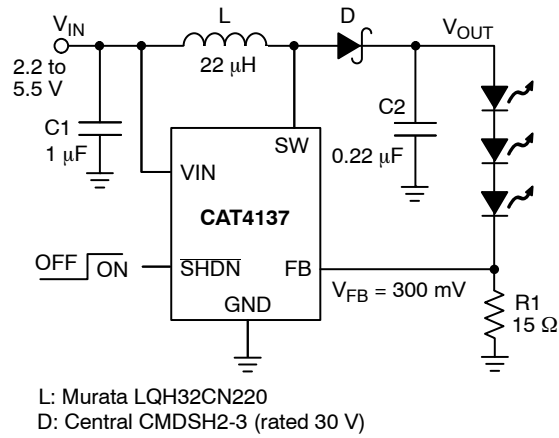 VIN
2.2 to
5.5 V
L
22 μH
D
VOUT
C1
1 μF
C2
0.22 μF
SW
VIN
CAT4137
OFF
ON
SHDN
FB
VFB = 300 mV
GND
R1
15 Ω
L: Murata LQH32CN220
D: Central CMDSH2-3 (rated 30 V)